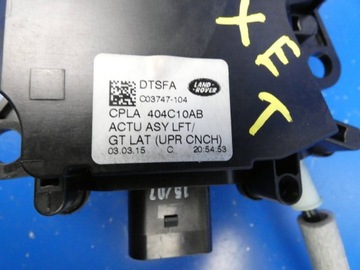 DTSFA
LAND-ROVER
C03747-104
CPLA 404C10AB
ACTU ASY LFT/
GT LAT (UPR CNCH)
03.03.15 C 20:54:53
15/07
XET